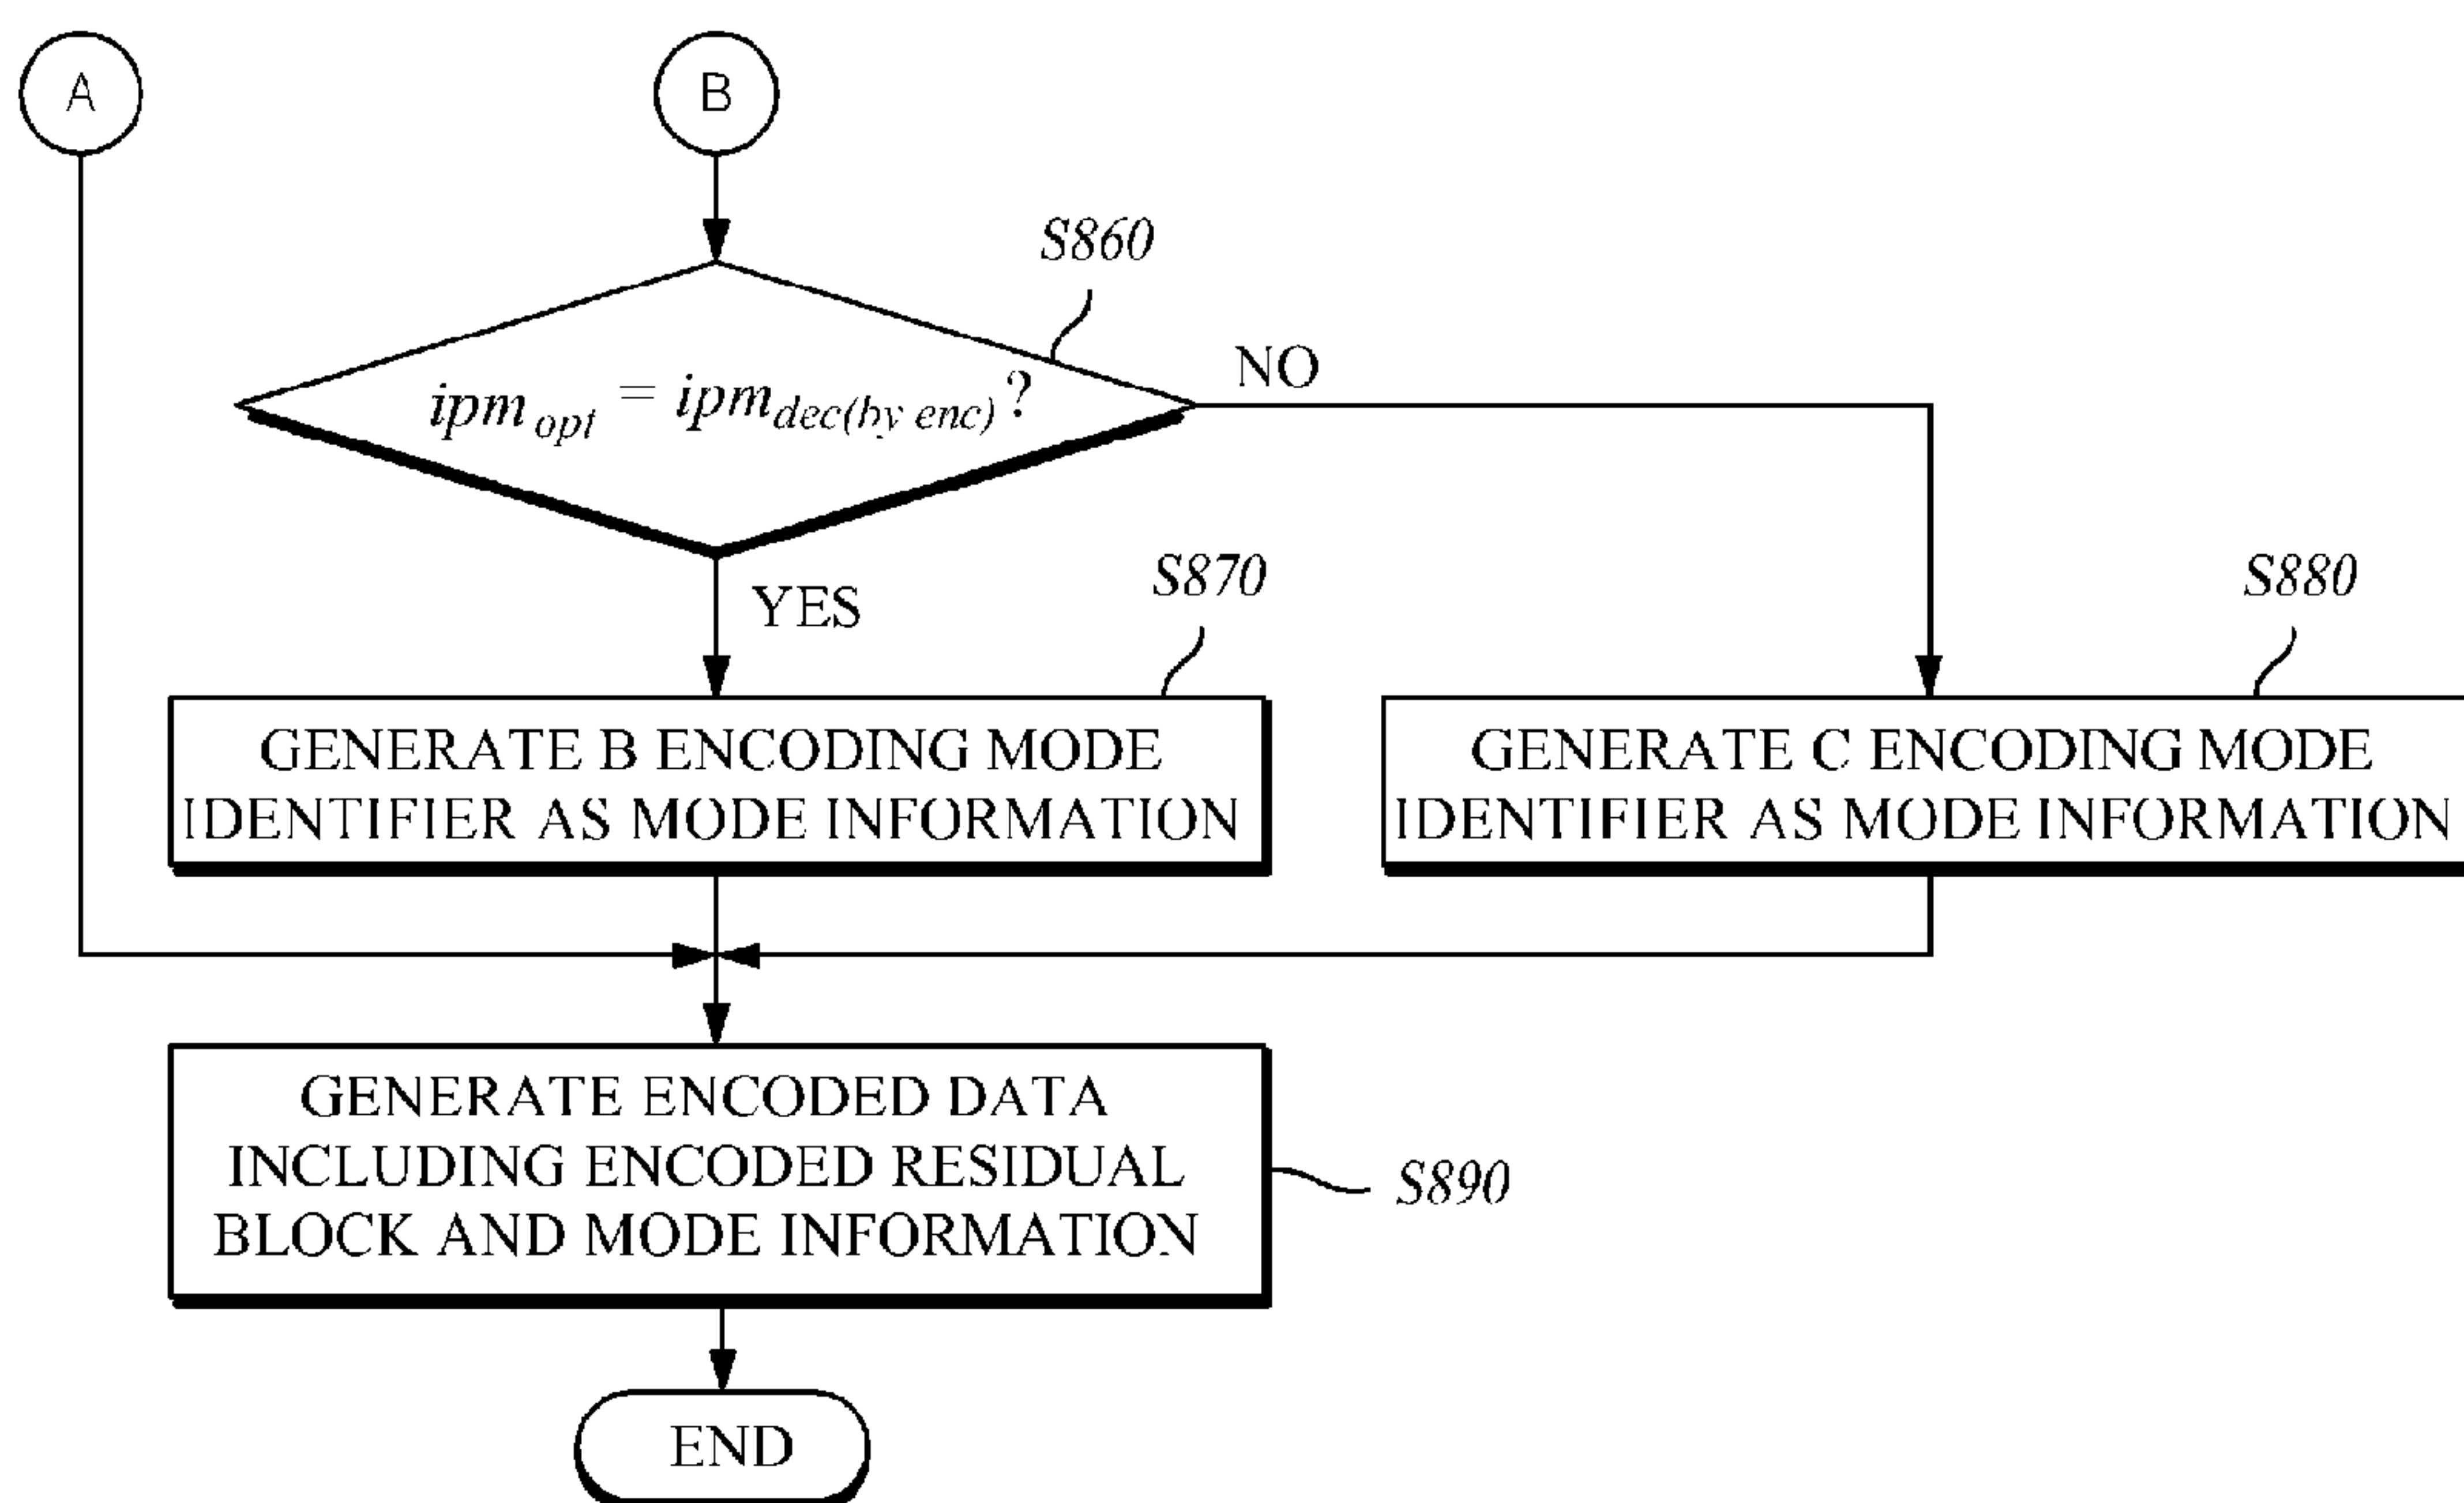 A
B
S860
ipm opt = ipm dec(by enc) ?
NO
YES
S870
S880
GENERATE B ENCODING MODE
IDENTIFIER AS MODE INFORMATION
GENERATE C ENCODING MODE
IDENTIFIER AS MODE INFORMATION
GENERATE ENCODED DATA
INCLUDING ENCODED RESIDUAL
BLOCK AND MODE INFORMATION
S890
END